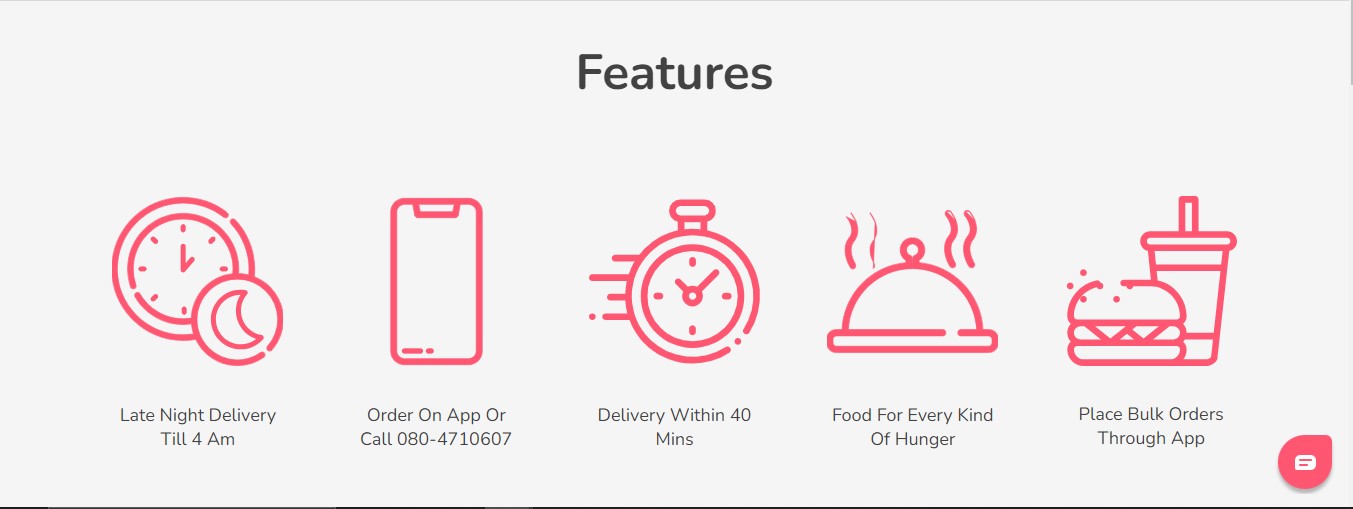 Features
Late Night Delivery
Till 4 Am
Order On App Or
Call 080-4710607
Delivery Within 40
Mins
Food For Every Kind
Of Hunger
Place Bulk Orders
Through App